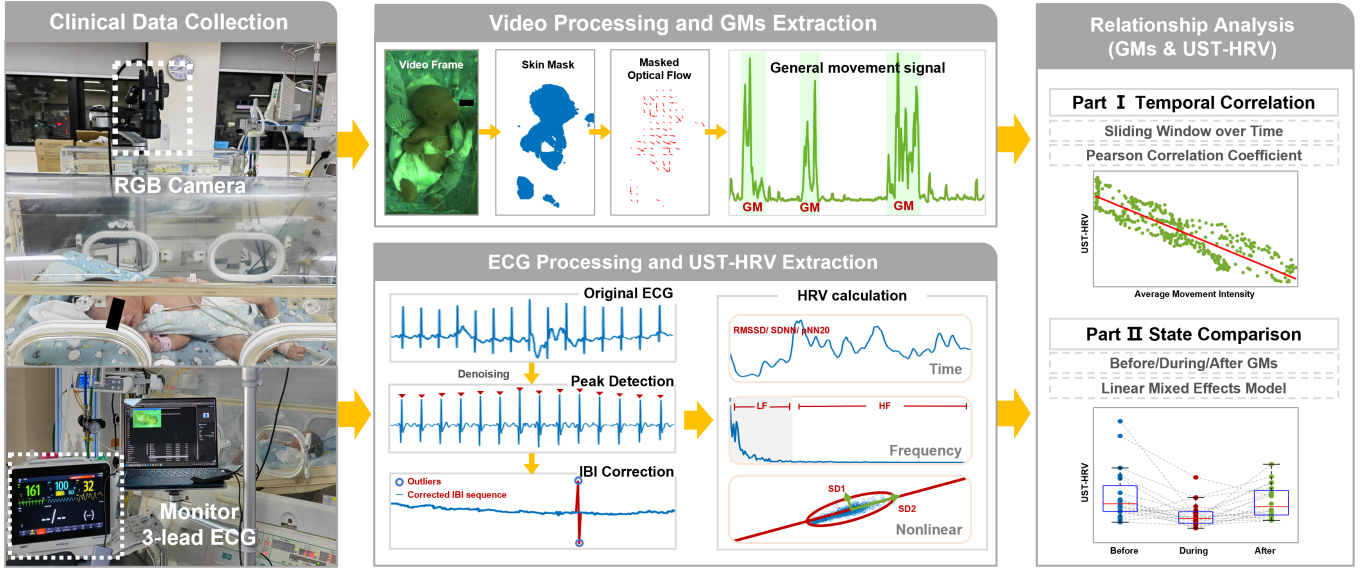 Clinical Data Collection
RGB Camera
161
100
32
--/--
(--)
Monitor
3-lead ECG
Video Processing and GMs Extraction
Video Frame
Skin Mask
Masked
Optical Flow
General movement signal
GM
GM
GM
ECG Processing and UST-HRV Extraction
Original ECG
Denoising
Peak Detection
IBI Correction
Outliers
Corrected IBI sequence
HRV calculation
RMSSD/ SDNN/ pNN20
Time
LF
HF
Frequency
SD1
SD2
Nonlinear
Relationship Analysis
(GMs & UST-HRV)
Part Ⅰ Temporal Correlation
Sliding Window over Time
Pearson Correlation Coefficient
UST-HRV
Average Movement Intensity
Part Ⅱ State Comparison
Before/During/After GMs
Linear Mixed Effects Model
UST-HRV
Before
During
After